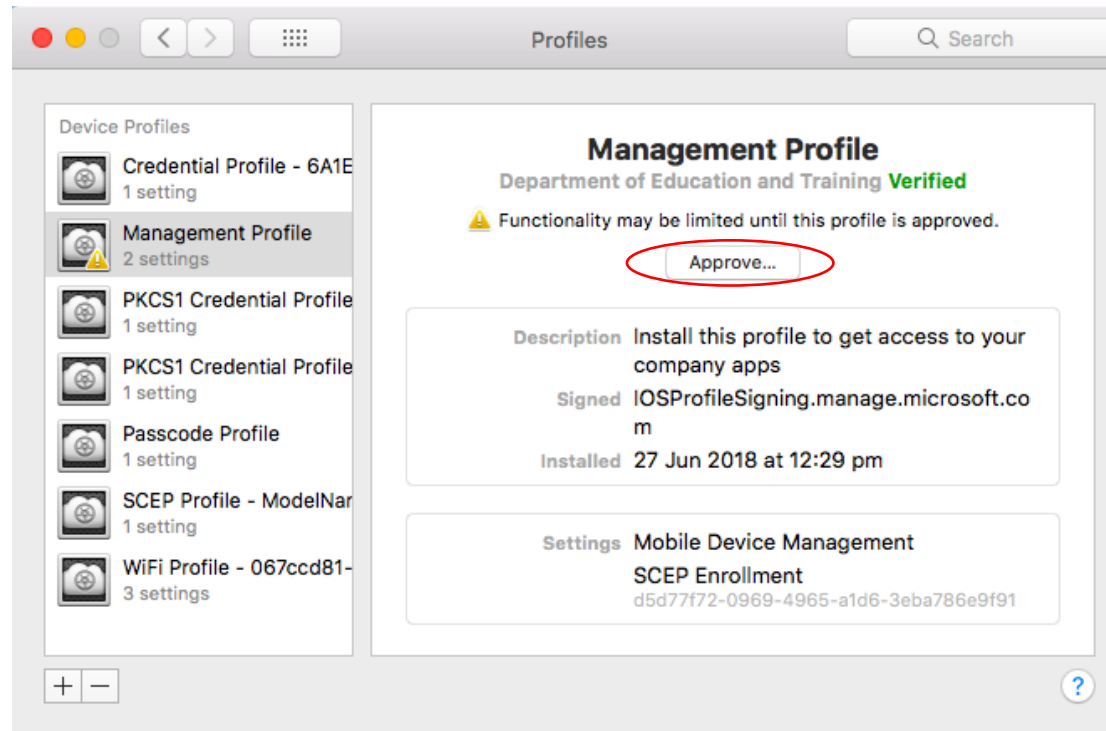 Profiles
Search
Device Profiles
Credential Profile - 6A1E
1 setting
Management Profile
2 settings
PKCS1 Credential Profile
1 setting
PKCS1 Credential Profile
1 setting
Passcode Profile
1 setting
SCEP Profile - ModelNar
1 setting
WiFi Profile - 067ccd81-
3 settings
Management Profile
Department of Education and Training Verified
Functionality may be limited until this profile is approved.
Approve...
Description Install this profile to get access to your
company apps
Signed IOSProfileSigning.manage.microsoft.co
m
Installed 27 Jun 2018 at 12:29 pm
Settings Mobile Device Management
SCEP Enrollment
d5d77f72-0969-4965-a1d6-3eba786e9f91
+ −
?